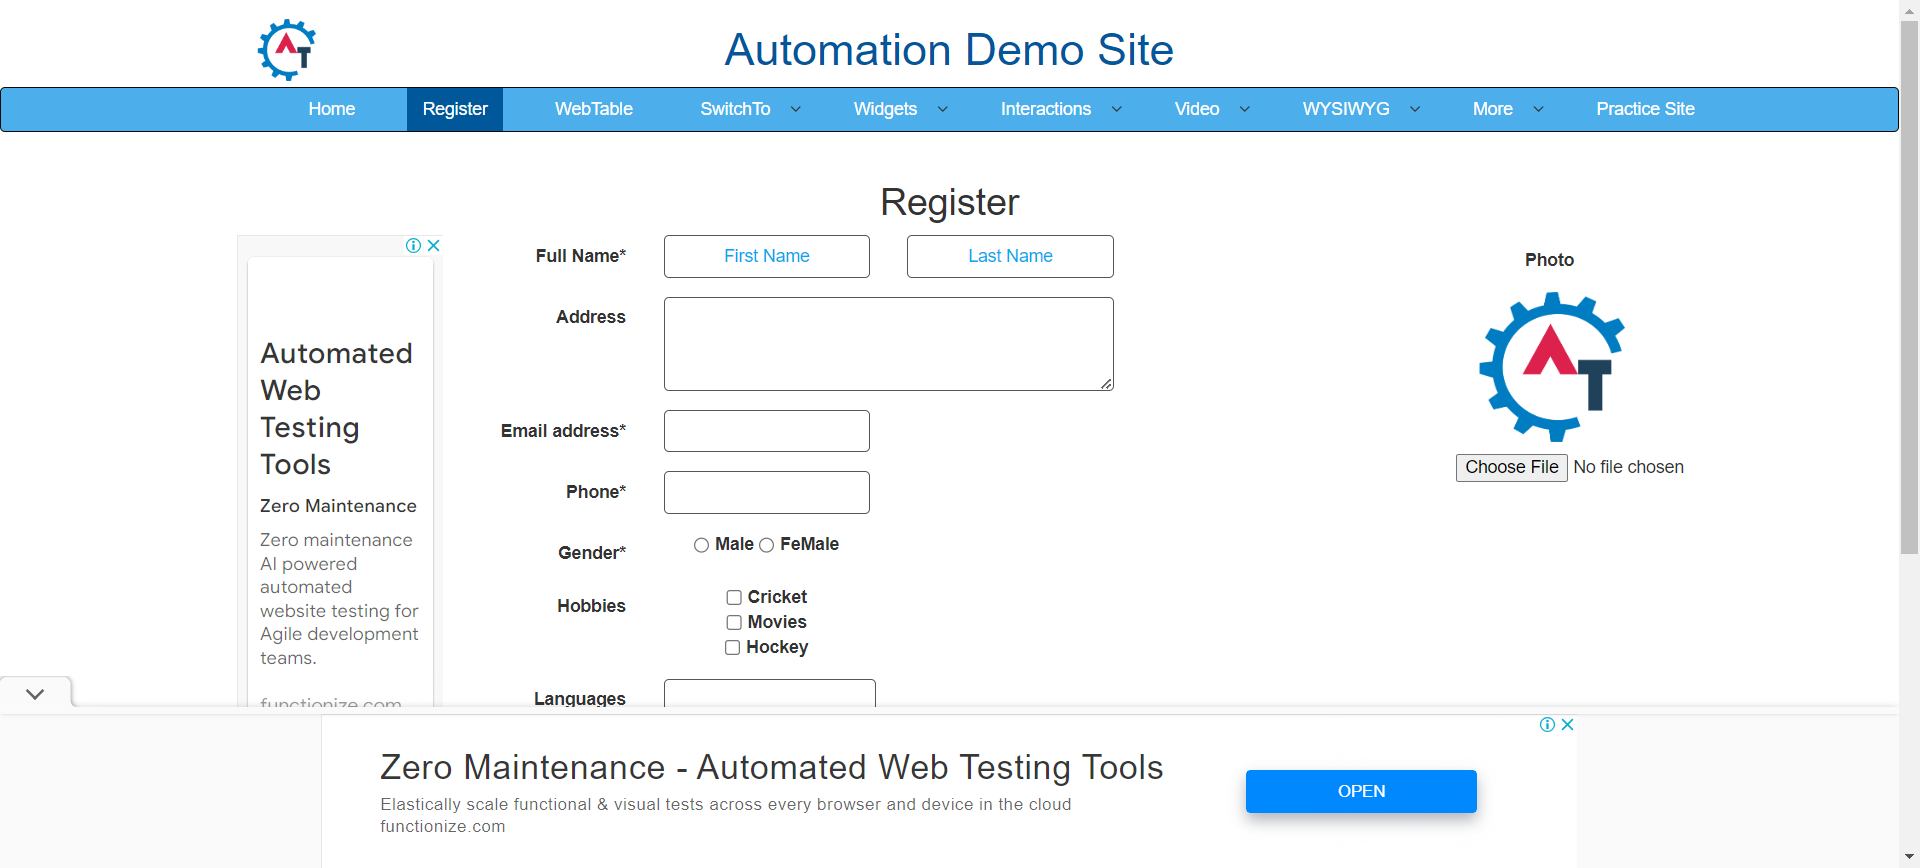 AT
Automation Demo Site
Home Register WebTable SwitchTo Widgets Interactions Video WYSIWYG More Practice Site
Register
Full Name* First Name Last Name
Address
Email address*
Phone*
Gender* Male FeMale
Hobbies Cricket
Movies
Hockey
Languages
Photo
AT
Choose File No file chosen
Automated
Web
Testing
Tools
Zero Maintenance
Zero maintenance
AI powered
automated
website testing for
Agile development
teams.
functionize.com
Zero Maintenance - Automated Web Testing Tools
Elastically scale functional & visual tests across every browser and device in the cloud
functionize.com
OPEN